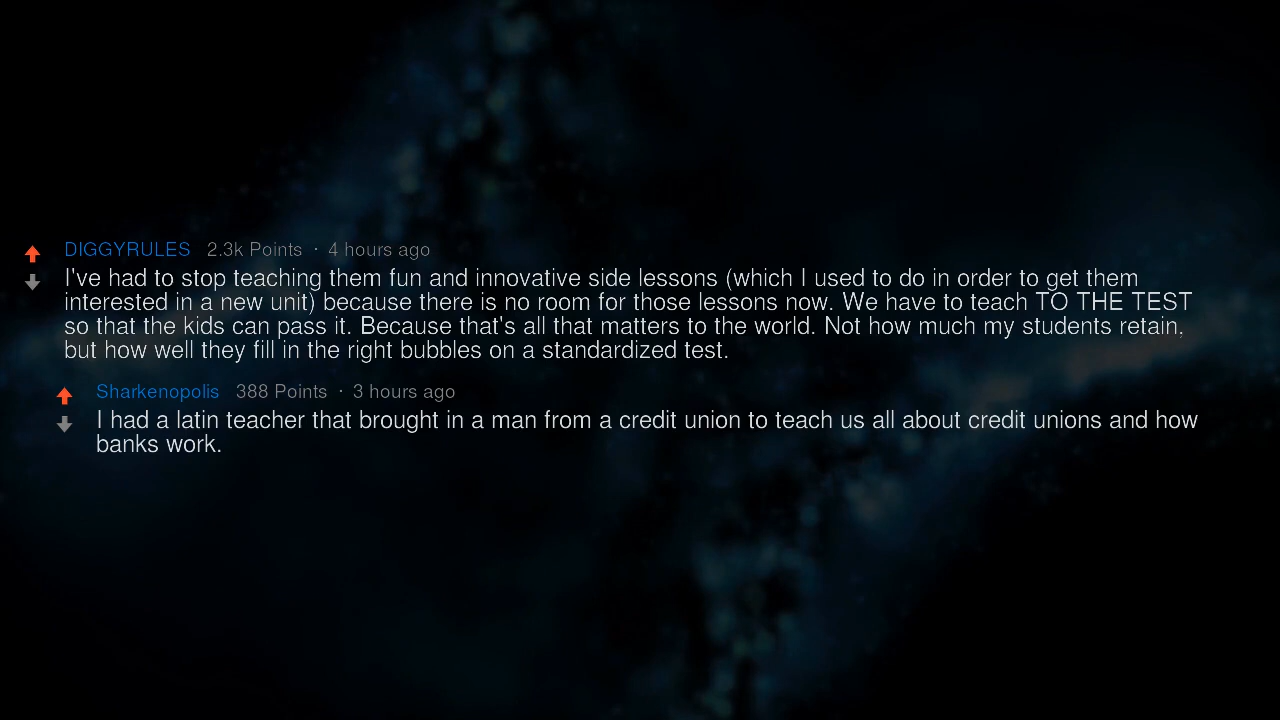 DIGGYRULES 2.3k Points · 4 hours ago
I've had to stop teaching them fun and innovative side lessons (which I used to do in order to get them
interested in a new unit) because there is no room for those lessons now. We have to teach TO THE TEST
so that the kids can pass it. Because that's all that matters to the world. Not how much my students retain,
but how well they fill in the right bubbles on a standardized test.
Sharkenopolis 388 Points · 3 hours ago
I had a latin teacher that brought in a man from a credit union to teach us all about credit unions and how
banks work.